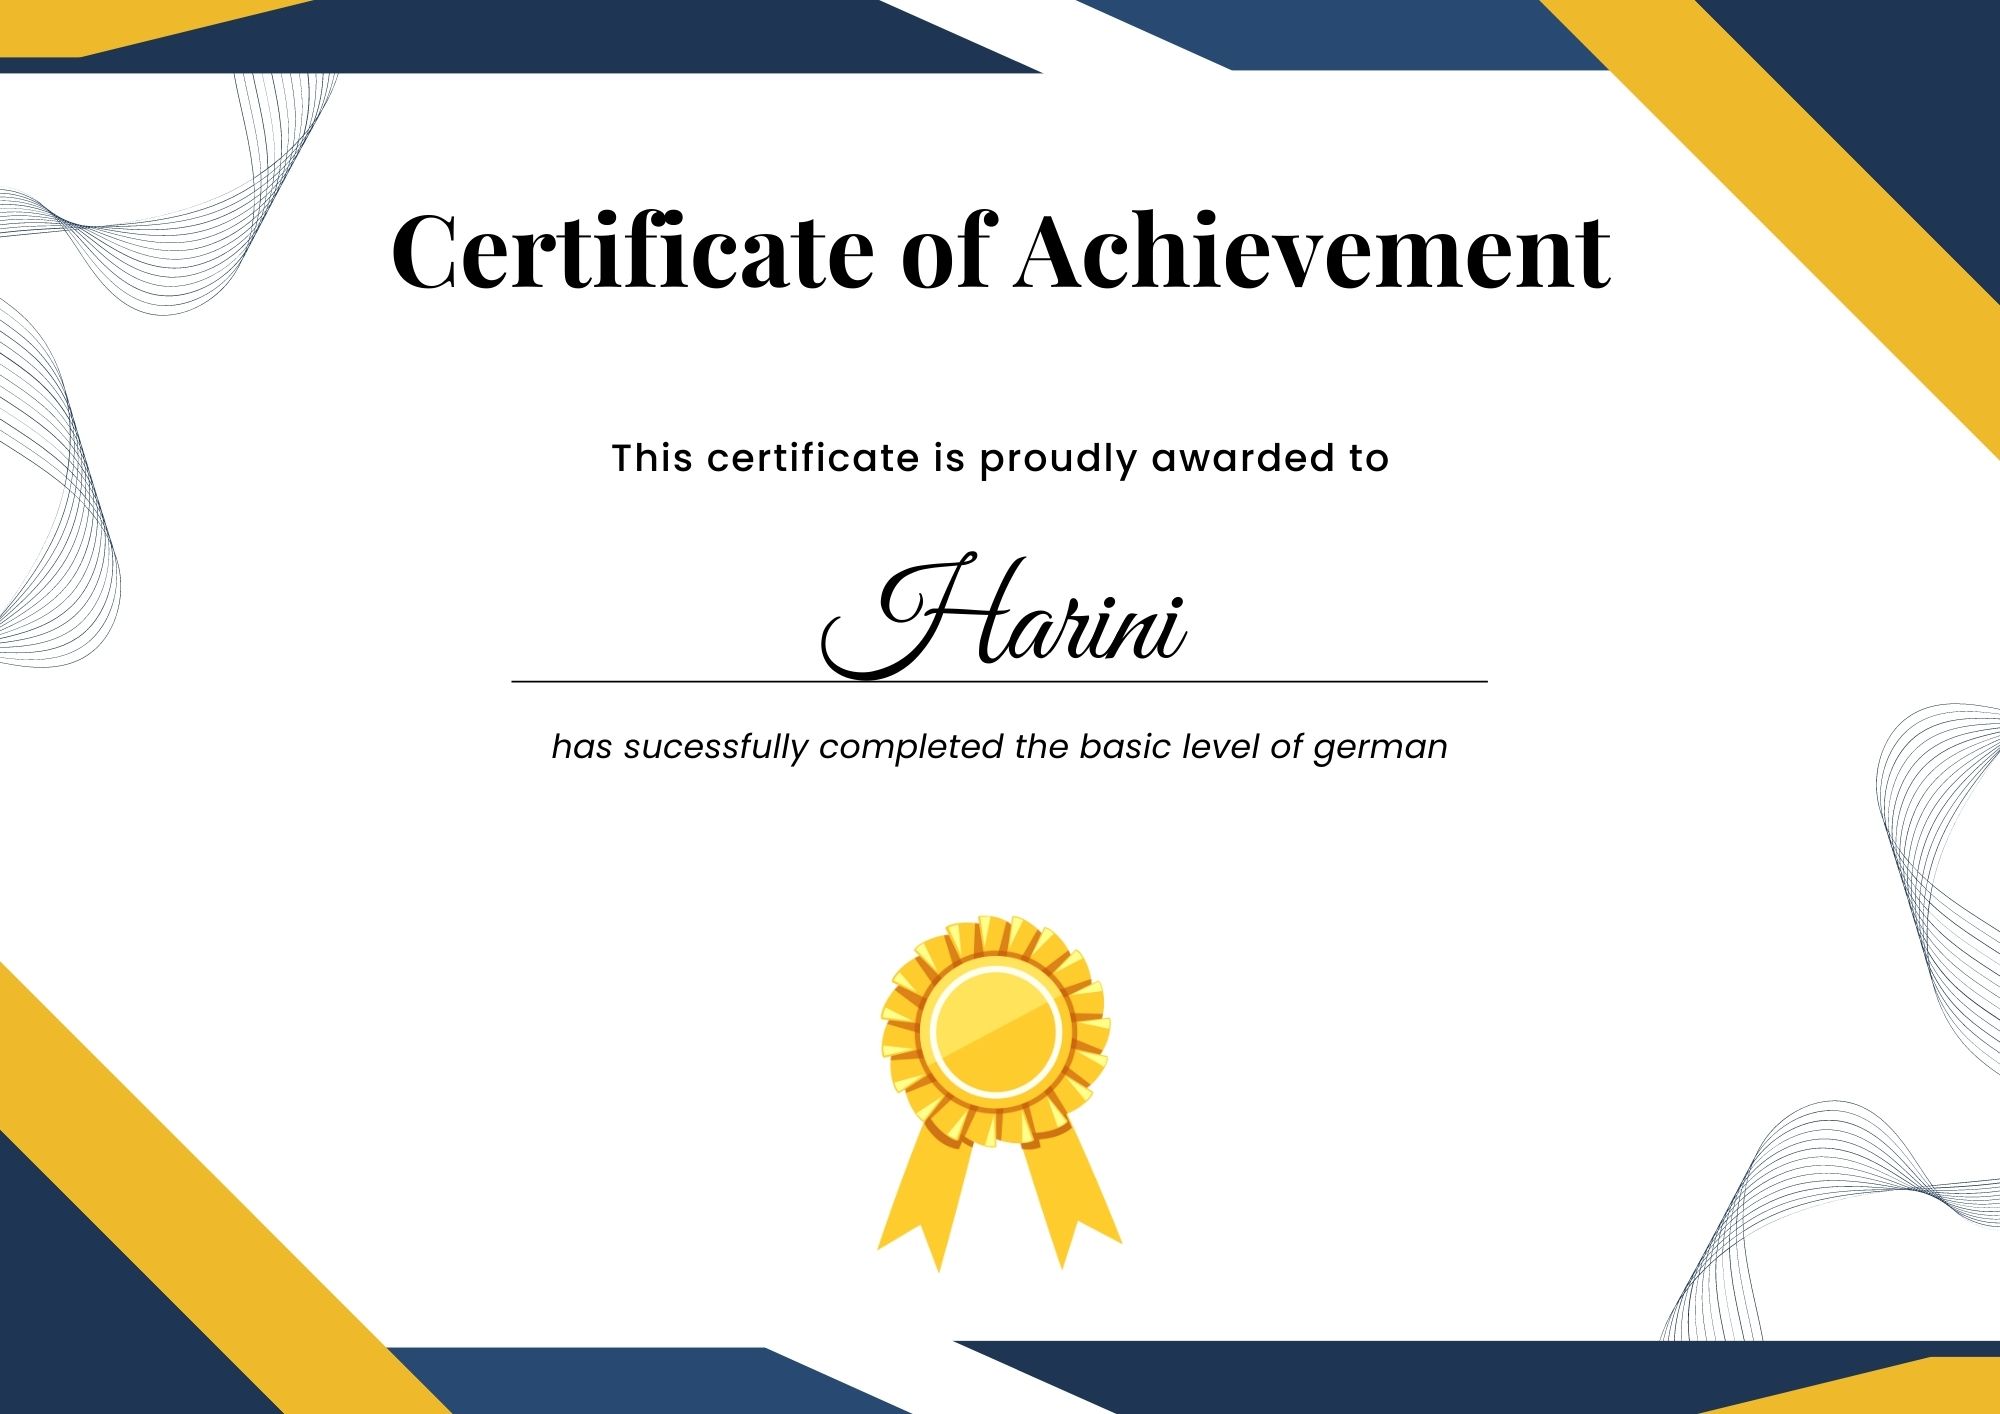 Certificate of Achievement
This certificate is proudly awarded to
Harini
has sucessfully completed the basic level of german